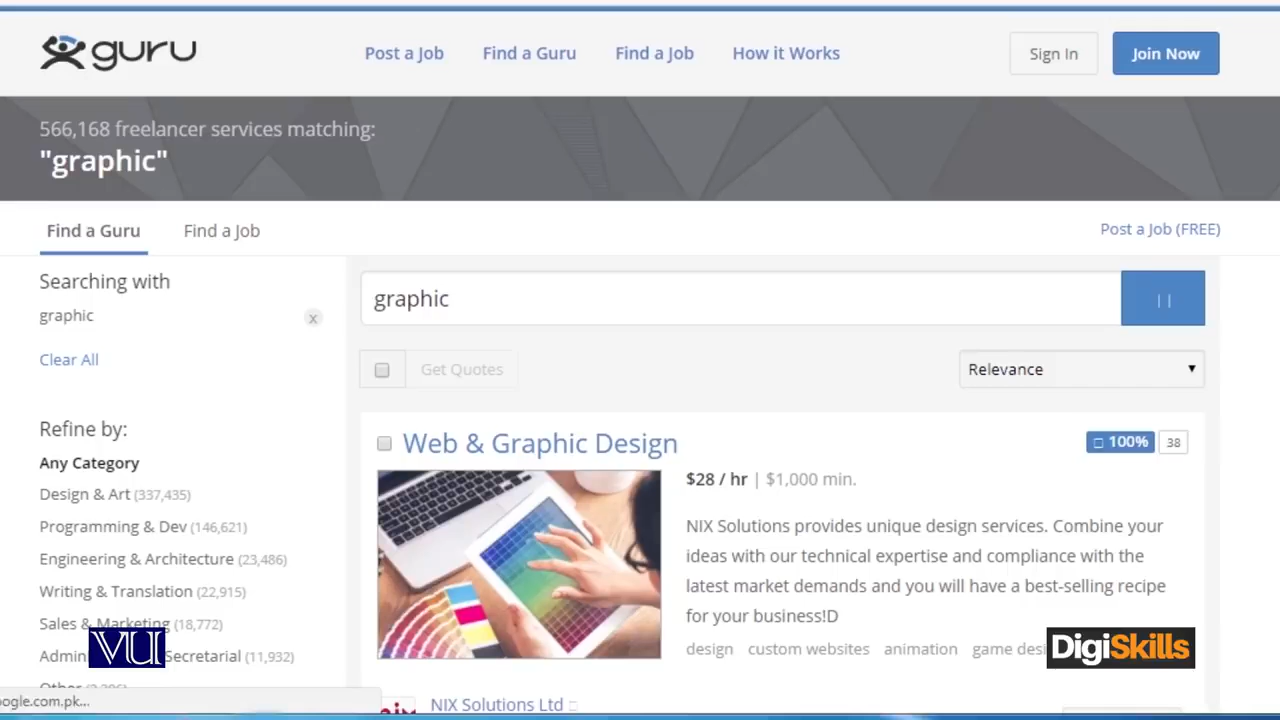 guru
Post a Job
Find a Guru
Find a Job
How it Works
Sign In
Join Now
566,168 freelancer services matching:
"graphic"
Find a Guru
Find a Job
Post a Job (FREE)
Searching with
graphic
x
Clear All
graphic
Get Quotes
Relevance
Refine by:
Any Category
Design & Art (337,435)
Programming & Dev (146,621)
Engineering & Architecture (23,486)
Writing & Translation (22,915)
Sales & Marketing (18,772)
Admin
Secretarial (11,932)
Web & Graphic Design
100%
38
$28 / hr | $1,000 min.
NIX Solutions provides unique design services. Combine your
ideas with our technical expertise and compliance with the
latest market demands and you will have a best-selling recipe
for your business!D
design custom websites animation game desi
NIX Solutions Ltd
nix
VU
DigiSkills
oogle.com.pk...